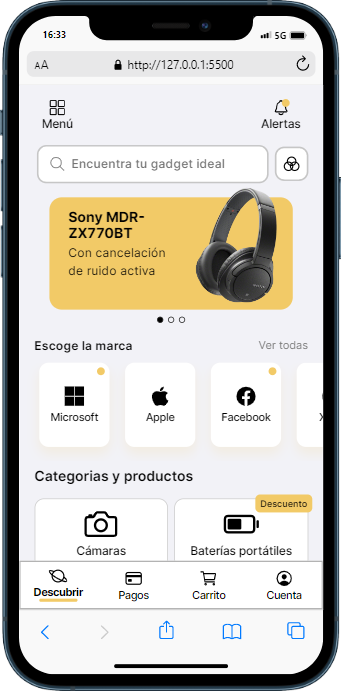 16:33
5G
AA
http://127.0.0.1:5500
Menú
Alertas
Encuentra tu gadget ideal
Sony MDR-
ZX770BT
Con cancelación
de ruido activa
Escoge la marca
Ver todas
Microsoft
Apple
Facebook
Categorias y productos
Descuento
Cámaras
Baterías portátiles
Descubrir
Pagos
Carrito
Cuenta